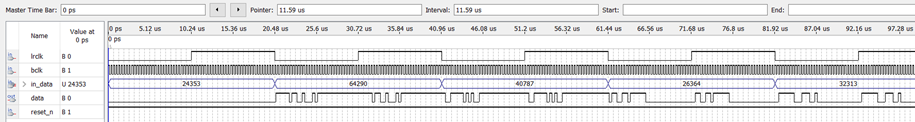 Master Time Bar: 0 ps Pointer: 11.59 us Interval: 11.59 us Start: End:
Name Value at 0 ps 0 ps 5.12 us 10.24 us 15.36 us 20.48 us 25.6 us 30.72 us 35.84 us 40.96 us 46.08 us 51.2 us 56.32 us 61.44 us 66.56 us 71.68 us 76.8 us 81.92 us 87.04 us 92.16 us 97.28 us
0 ps
lrclk B 0
bclk B 1
in_data U 24353 24353 64290 40787 26364 32313
data B 0
reset_n B 1